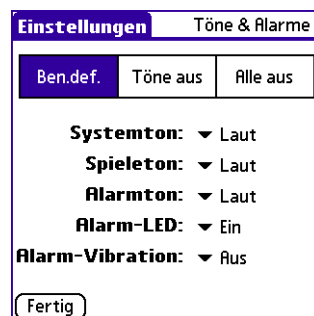 Einstellungen Töne & Alarme
Ben.def. Töne aus Alle aus
Systemton: Laut
Spieleton: Laut
Alarmton: Laut
Alarm-LED: Ein
Alarm-Vibration: Aus
Fertig